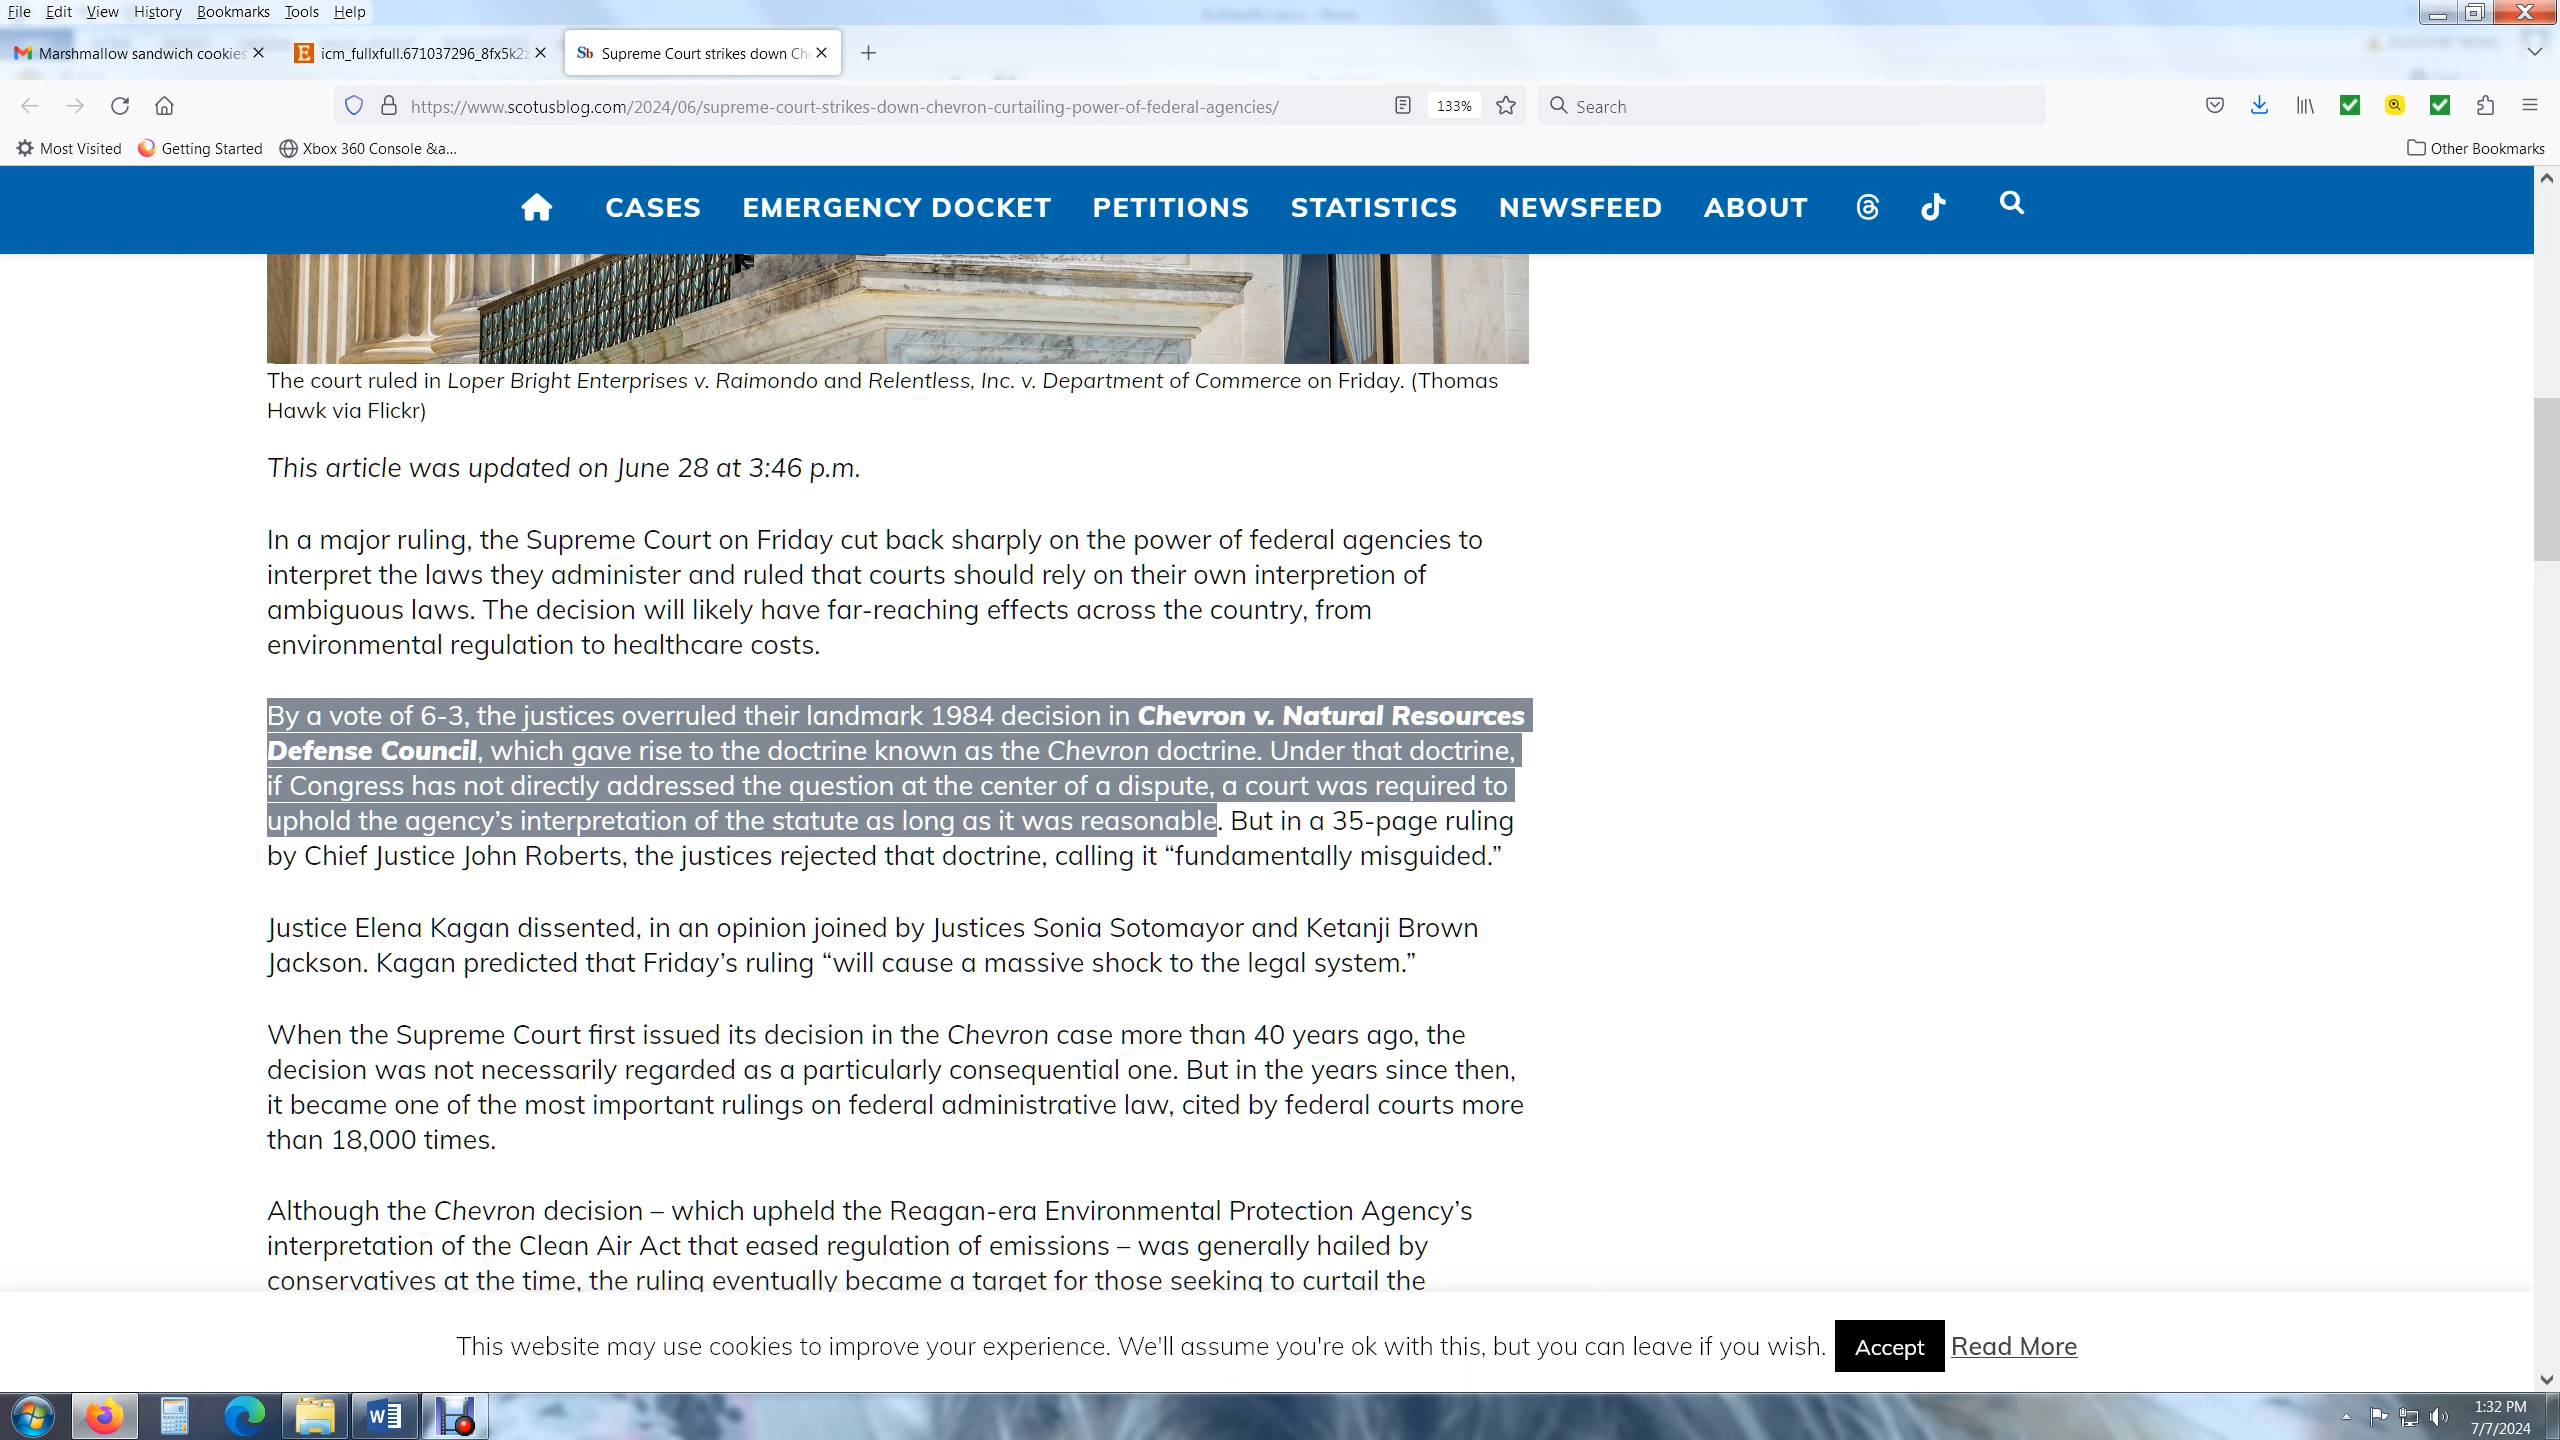 File Edit View History Bookmarks Tools Help
Marshmallow sandwich cookies
icm_fullxfull.671037296_8fx5k2z
Sb Supreme Court strikes down Ch
https://www.scotusblog.com/2024/06/supreme-court-strikes-down-chevron-curtailing-power-of-federal-agencies/
133%
Search
Most Visited Getting Started Xbox 360 Console &a... Other Bookmarks
CASES EMERGENCY DOCKET PETITIONS STATISTICS NEWSFEED ABOUT
The court ruled in Loper Bright Enterprises v. Raimondo and Relentless, Inc. v. Department of Commerce on Friday. (Thomas
Hawk via Flickr)
This article was updated on June 28 at 3:46 p.m.
In a major ruling, the Supreme Court on Friday cut back sharply on the power of federal agencies to
interpret the laws they administer and ruled that courts should rely on their own interpretion of
ambiguous laws. The decision will likely have far-reaching effects across the country, from
environmental regulation to healthcare costs.
By a vote of 6-3, the justices overruled their landmark 1984 decision in Chevron v. Natural Resources
Defense Council, which gave rise to the doctrine known as the Chevron doctrine. Under that doctrine,
if Congress has not directly addressed the question at the center of a dispute, a court was required to
uphold the agency’s interpretation of the statute as long as it was reasonable. But in a 35-page ruling
by Chief Justice John Roberts, the justices rejected that doctrine, calling it “fundamentally misguided.”
Justice Elena Kagan dissented, in an opinion joined by Justices Sonia Sotomayor and Ketanji Brown
Jackson. Kagan predicted that Friday’s ruling “will cause a massive shock to the legal system.”
When the Supreme Court first issued its decision in the Chevron case more than 40 years ago, the
decision was not necessarily regarded as a particularly consequential one. But in the years since then,
it became one of the most important rulings on federal administrative law, cited by federal courts more
than 18,000 times.
Although the Chevron decision – which upheld the Reagan-era Environmental Protection Agency’s
interpretation of the Clean Air Act that eased regulation of emissions – was generally hailed by
conservatives at the time, the ruling eventually became a target for those seeking to curtail the
This website may use cookies to improve your experience. We'll assume you're ok with this, but you can leave if you wish. Accept Read More
1:32 PM
7/7/2024